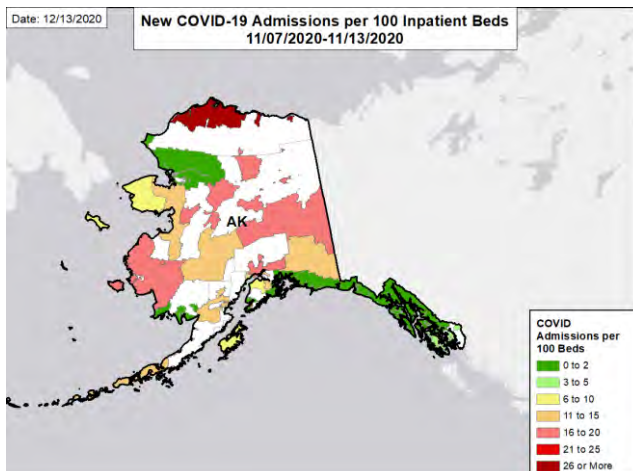 Date: 12/13/2020
New COVID-19 Admissions per 100 Inpatient Beds
11/07/2020-11/13/2020
AK
COVID
Admissions per
100 Beds
0 to 2
3 to 5
6 to 10
11 to 15
16 to 20
21 to 25
26 or More